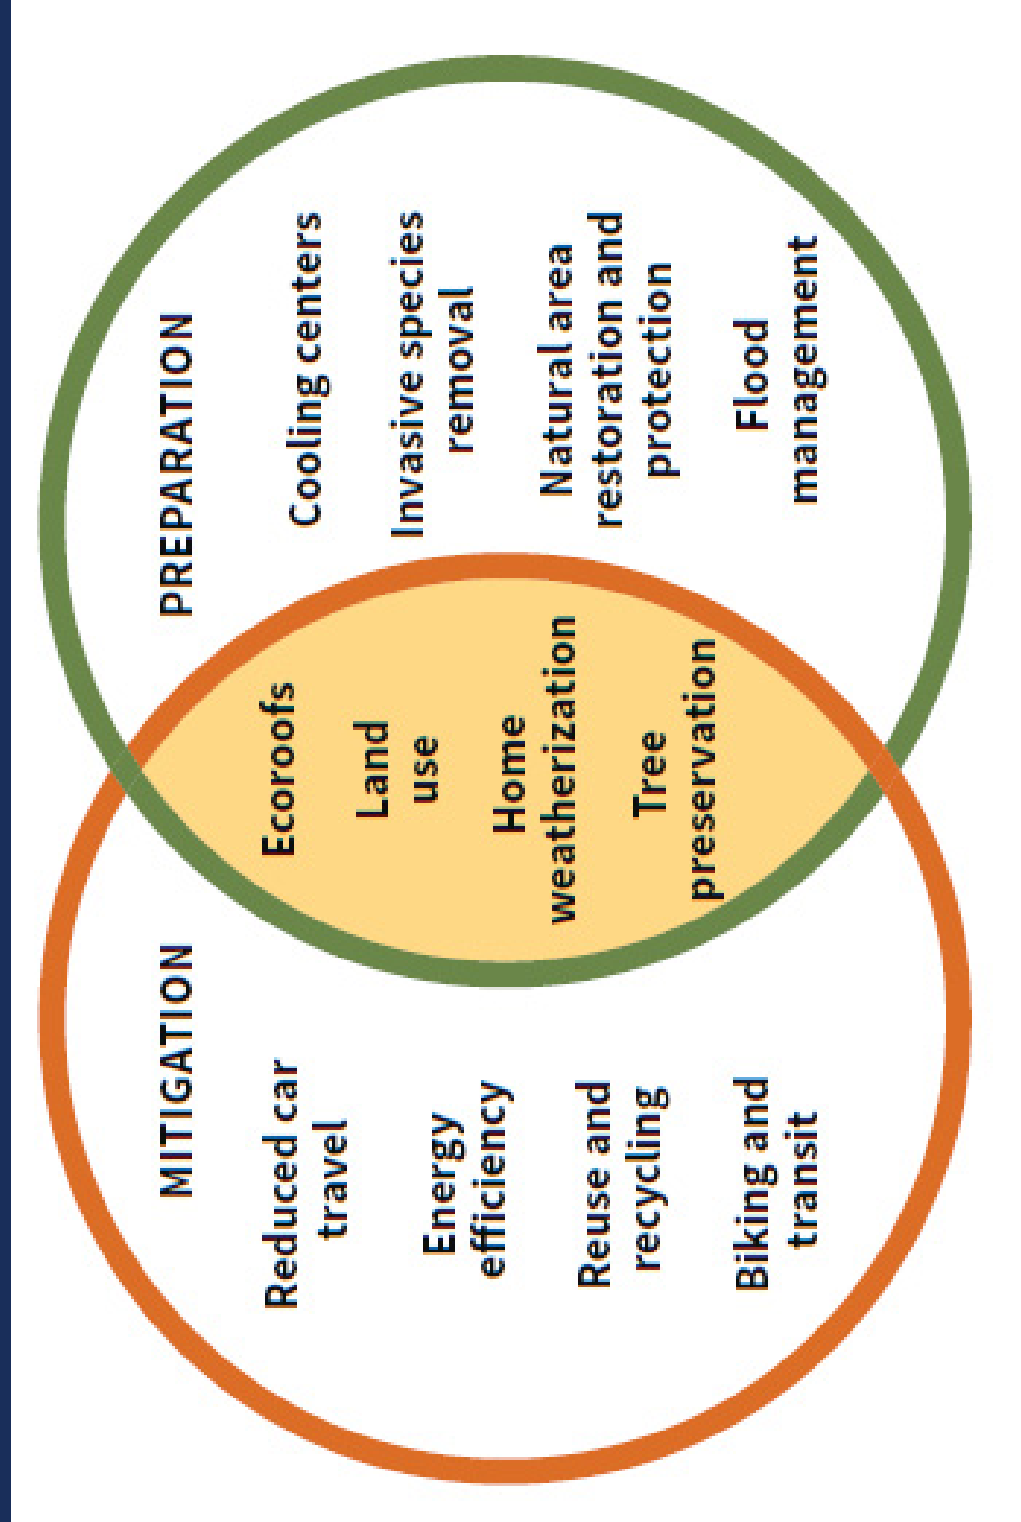 MITIGATION
Reduced car
travel
Energy
efficiency
Reuse and
recycling
Biking and
transit
Ecoroofs
Land
use
Home
weatherization
Tree
preservation
PREPARATION
Cooling centers
Invasive species
removal
Natural area
restoration and
protection
Flood
management